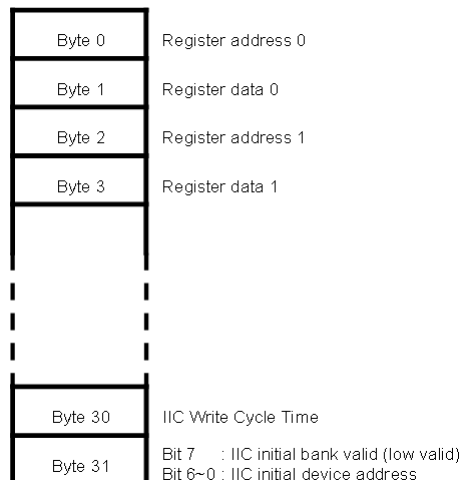 Byte 0 Register address 0
Byte 1 Register data 0
Byte 2 Register address 1
Byte 3 Register data 1
Byte 30 IIC Write Cycle Time
Byte 31 Bit 7 : IIC initial bank valid (low valid)
Bit 6~0 : IIC initial device address